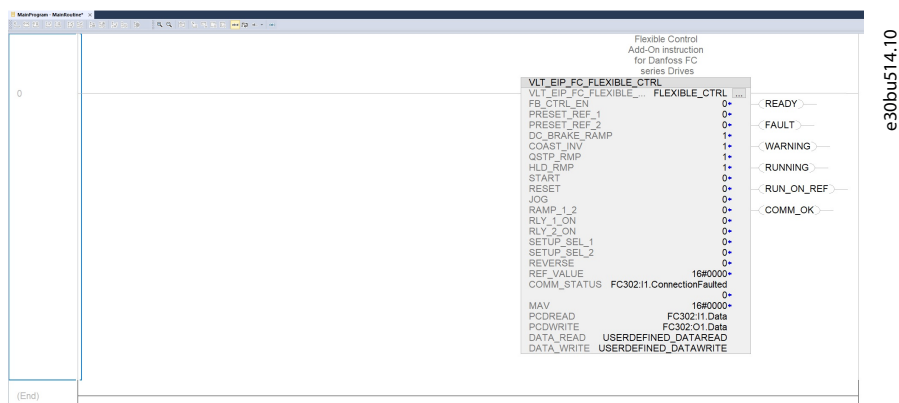 MainProgram - MainRoutine* ×
Flexible Control
Add-On instruction
for Danfoss FC
series Drives
VLT_EIP_FC_FLEXIBLE_CTRL
VLT_EIP_FC_FLEXIBLE_... FLEXIBLE_CTRL ...
0
FB_CTRL_EN 0 READY
PRESET_REF_1 0
PRESET_REF_2 0 FAULT
DC_BRAKE_RAMP 1
COAST_INV 1 WARNING
QSTP_RMP 1
HLD_RMP 1 RUNNING
START 0
RESET 0 RUN_ON_REF
JOG 0
RAMP_1_2 0 COMM_OK
RLY_1_ON 0
RLY_2_ON 0
SETUP_SEL_1 0
SETUP_SEL_2 0
REVERSE 0
REF_VALUE 16#0000
COMM_STATUS FC302:I1.ConnectionFaulted
0
MAV 16#0000
PCDREAD FC302:I1.Data
PCDWRITE FC302:O1.Data
DATA_READ USERDEFINED_DATAREAD
DATA_WRITE USERDEFINED_DATAWRITE
(End)
e30bu514.10